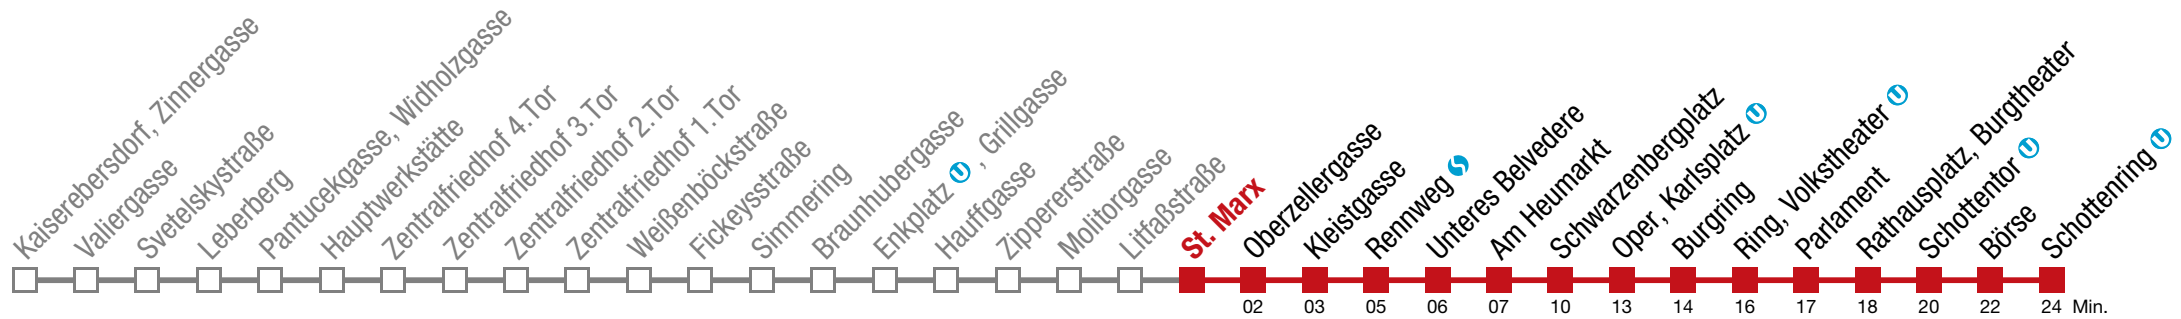 Kaiserebersdorf, Zinnergasse
Valiergasse
Svetelskystraße
Leberberg
Pantucekgasse, Widholzgasse
Hauptwerkstätte
Zentralfriedhof 4.Tor
Zentralfriedhof 3.Tor
Zentralfriedhof 2.Tor
Zentralfriedhof 1.Tor
Weißenböckstraße
Fickeysstraße
Simmering
Braunhubergasse
Enkplatz U, Grillgasse
Hauffgasse
Zippererstraße
Molitorgasse
Litfaßstraße
St. Marx
Oberzellergasse
Kleistgasse
Rennweg S
Unteres Belvedere
Am Heumarkt
Schwarzenbergplatz
Oper, Karlsplatz U
Burgring
Ring, Volkstheater U
Parlament
Rathausplatz, Burgtheater
Schottentor U
Börse
Schottenring U
02 03 05 06 07 10 13 14 16 17 18 20 22 24 Min.